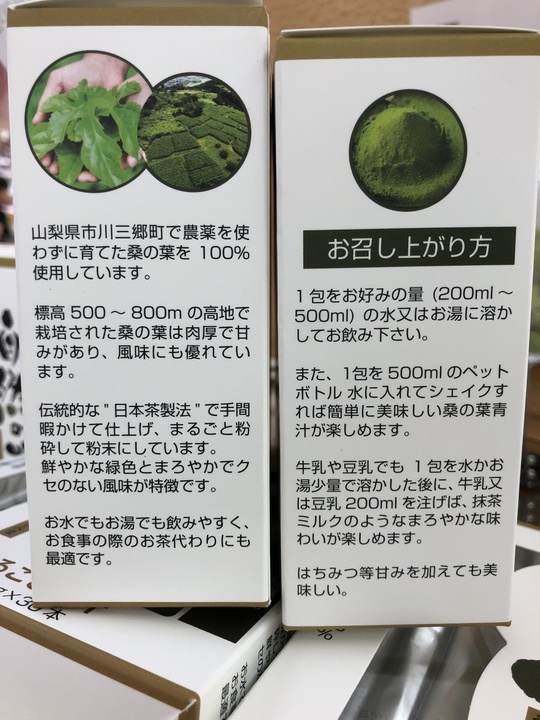 山梨県市川三郷町で農薬を使
わずに育てた桑の葉を 100%
使用しています。
標高 500 ～ 800m の高地で
栽培された桑の葉は肉厚で甘
みがあり、風味にも優れてい
ます。
伝統的な " 日本茶製法 " で手間
暇かけて仕上げ、まるごと粉
砕して粉末にしています。
鮮やかな緑色とまろやかでク
セのない風味が特徴です。
お水でもお湯でも飲みやすく、
お食事の際のお茶代わりにも
最適です。
お召し上がり方
1 包をお好みの量 (200ml ～
500ml) の水又はお湯に溶か
してお飲み下さい。
また、1包を 500ml のペット
ボトル 水に入れてシェイクす
れば簡単に美味しい桑の葉青
汁が楽しめます。
牛乳や豆乳でも 1 包を水かお
湯少量で溶かした後に、牛乳又
は豆乳 200ml を注げば、抹茶
ミルクのようなまろやかな味
わいが楽しめます。
はちみつ等甘みを加えても美
味しい。